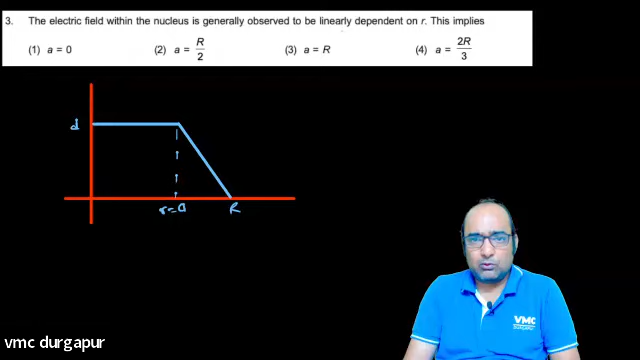 3. The electric field within the nucleus is generally observed to be linearly dependent on r. This implies
(1) a = 0 (2) a = R/2 (3) a = R (4) a = 2R/3
d
r=a R
VMC
DURGAPUR
vmc durgapur